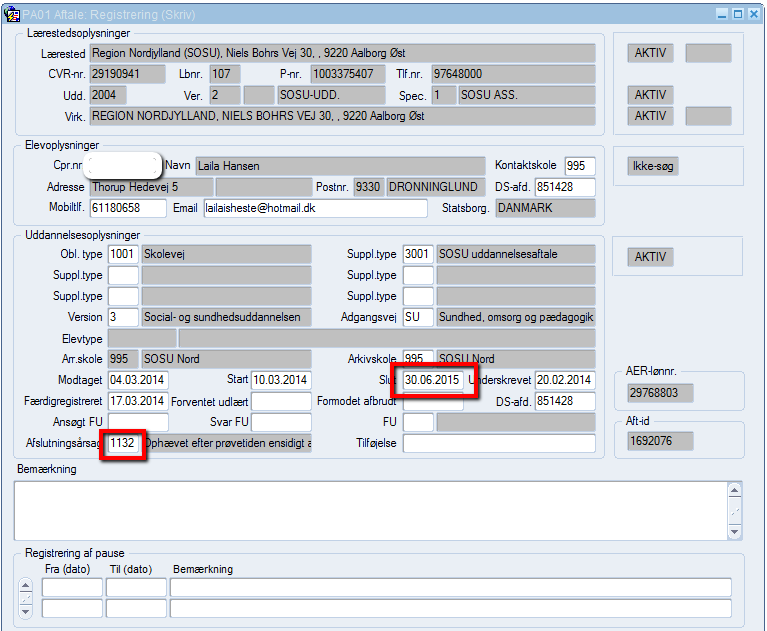 PA01 Aftale: Registrering (Skriv)
Lærestedsoplysninger
Lærested Region Nordjylland (SOSU), Niels Bohrs Vej 30, , 9220 Aalborg Øst AKTIV
CVR-nr. 29190941 Lbnr. 107 P-nr. 1003375407 Tlf.nr. 97648000
Udd. 2004 Ver. 2 SOSU-UDD. Spec. 1 SOSU ASS. AKTIV
Virk. REGION NORDJYLLAND, NIELS BOHRS VEJ 30, , 9220 Aalborg Øst AKTIV
Elevoplysninger
Cpr.nr Navn Laila Hansen Kontaktskole 995 Ikke-søg
Adresse Thorup Hedevej 5 Postnr. 9330 DRONNINGLUND DS-afd. 851428
Mobiltlf. 61180658 Email lailaisheste@hotmail.dk Statsborg. DANMARK
Uddannelsesoplysninger
Obl. type 1001 Skolevej Suppl.type 3001 SOSU uddannelsesaftale AKTIV
Suppl.type Suppl.type
Suppl.type Suppl.type
Version 3 Social- og sundhedsuddannelsen Adgangsvej SU Sundhed, omsorg og pædagogik
Elevtype
Arr.skole 995 SOSU Nord Arkivskole 995 SOSU Nord
Modtaget 04.03.2014 Start 10.03.2014 Slut 30.06.2015 Underskrevet 20.02.2014
AER-lønnr.
29768803
Færdigregistreret 17.03.2014 Forventet udlært Formodet afbrudt DS-afd. 851428
Ansøgt FU Svar FU FU
Aft-id
1692076
Afslutningsårsag 1132 Ophævet efter prøvetiden ensidigt a Tilføjelse
Bemærkning
Registrering af pause
Fra (dato) Til (dato) Bemærkning